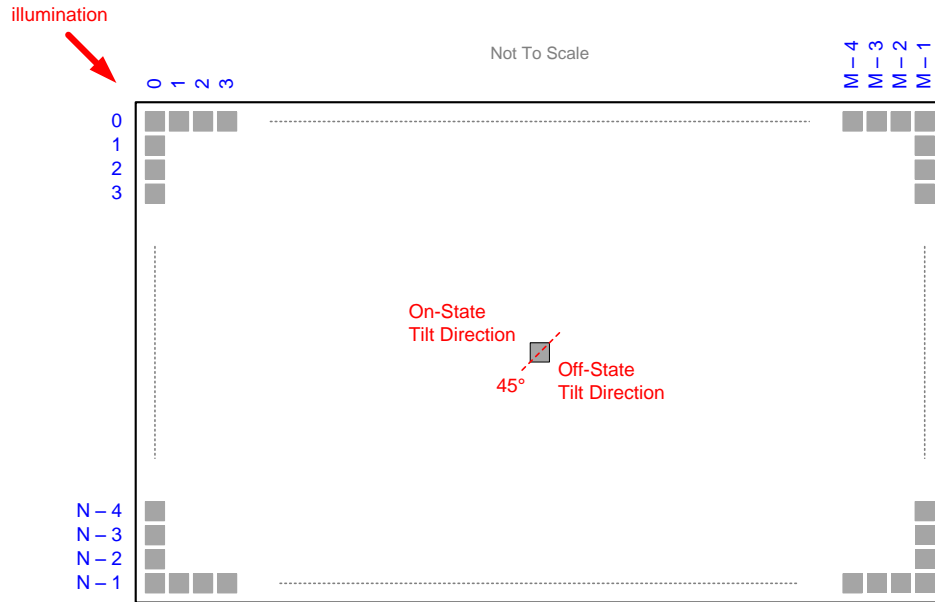 illumination
Not To Scale
0
1
2
3
M – 4
M – 3
M – 2
M – 1
0
1
2
3
On-State
Tilt Direction
45°
Off-State
Tilt Direction
N – 4
N – 3
N – 2
N – 1